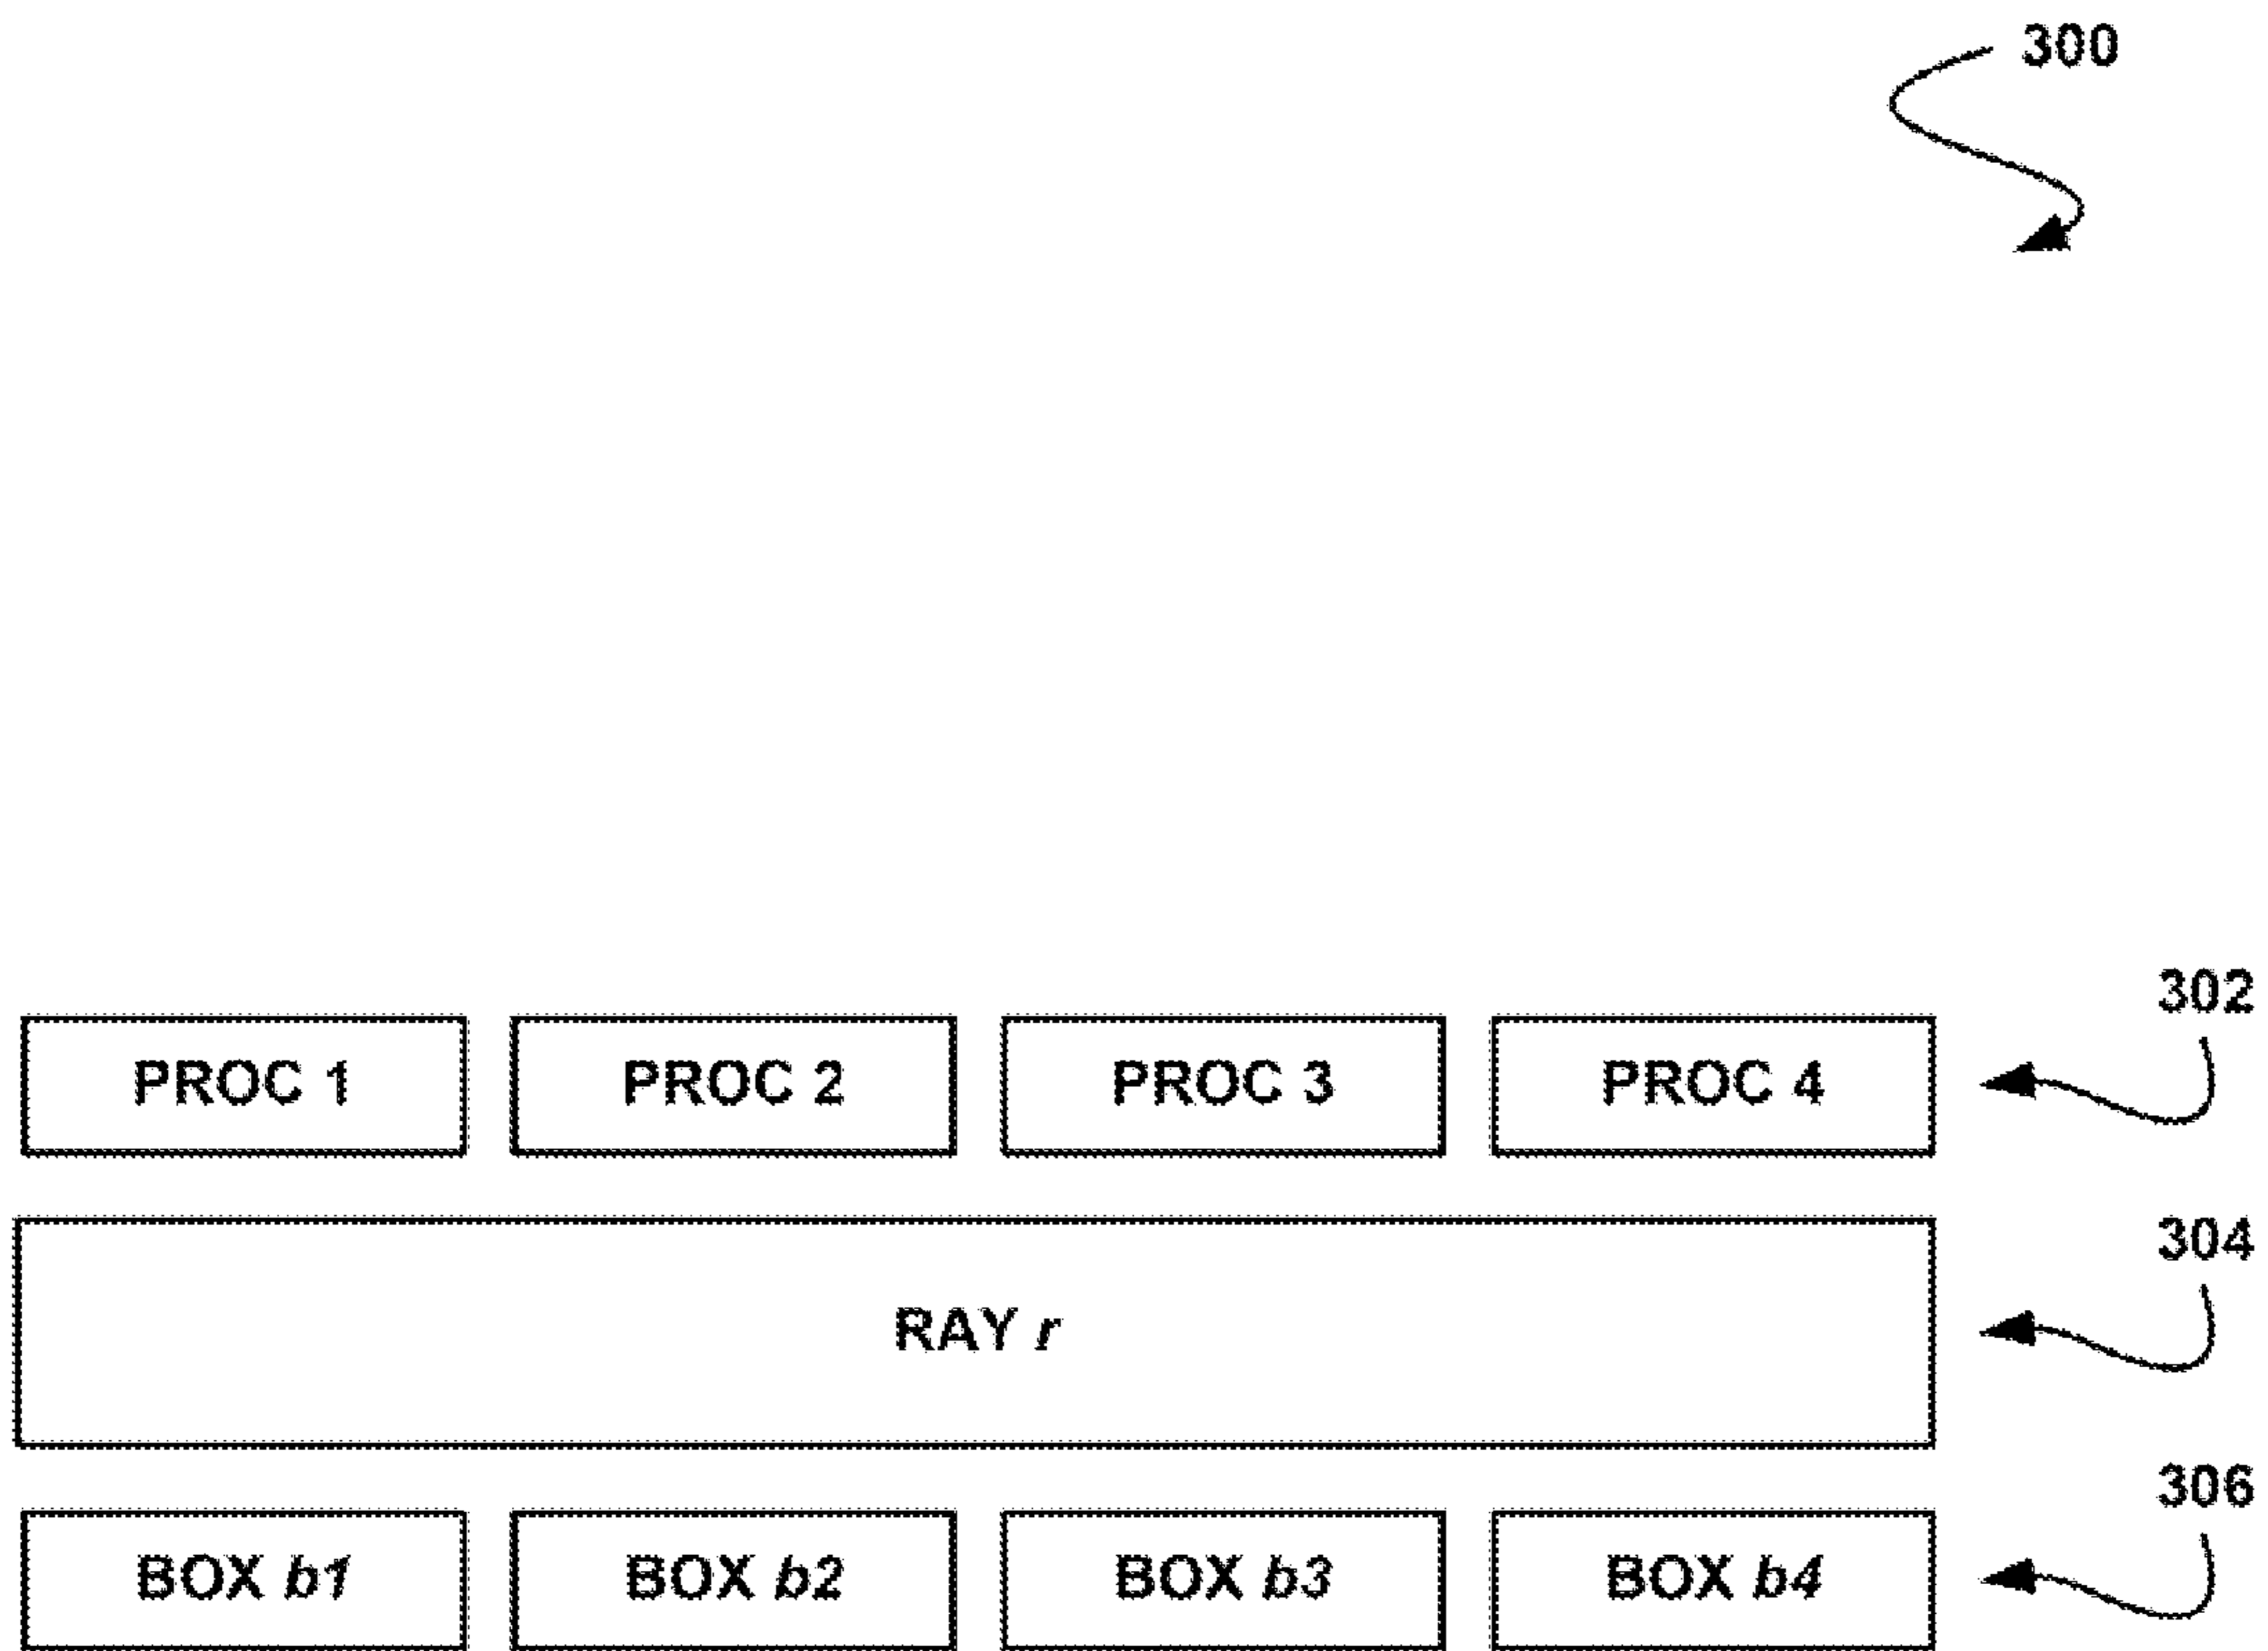 300
302
PROC 1 PROC 2 PROC 3 PROC 4
304
RAY r
306
BOX b1 BOX b2 BOX b3 BOX b4